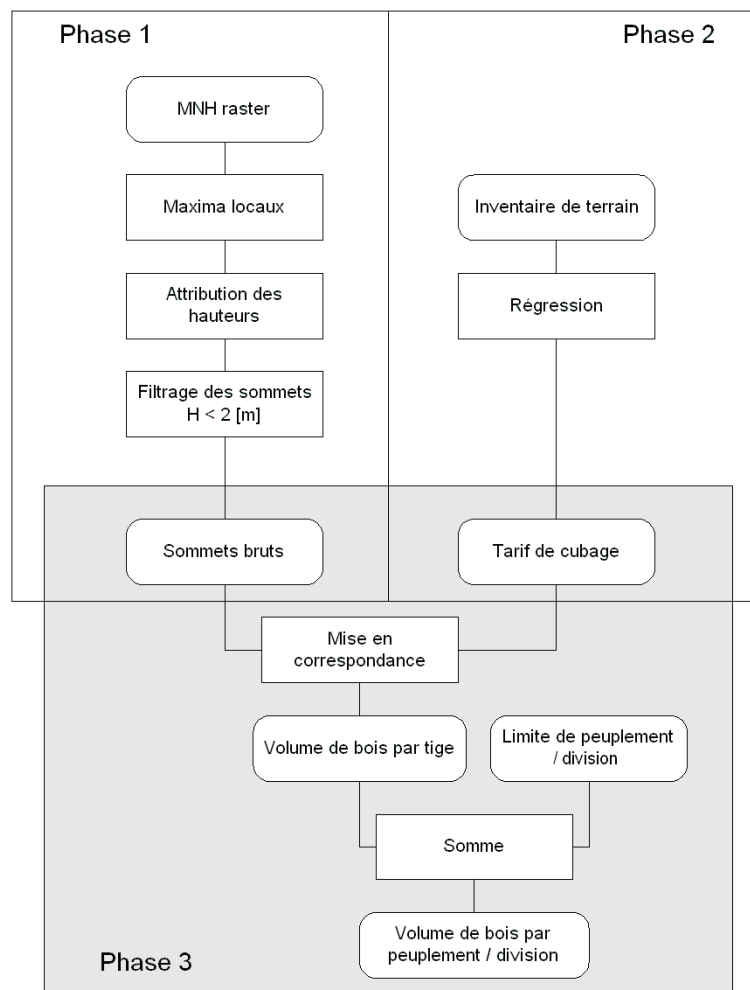 Phase 1
Phase 2
MNH raster
Maxima locaux
Inventaire de terrain
Attribution des
hauteurs
Régression
Filtrage des sommets
H < 2 [m]
Sommets bruts
Tarif de cubage
Mise en
correspondance
Volume de bois par tige
Limite de peuplement
/ division
Somme
Volume de bois par
peuplement / division
Phase 3